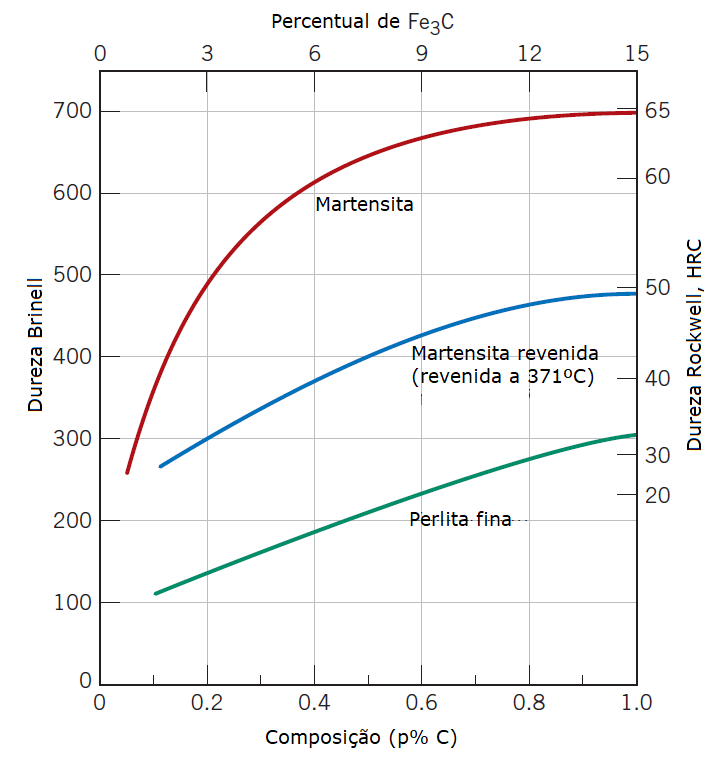 Percentual de Fe3C
0 3 6 9 12 15
700
600
500
400
300
200
100
0
Dureza Brinell
65
60
50
40
30
20
Dureza Rockwell, HRC
Martensita
Martensita revenida
(revenida a 371ºC)
Perlita fina
0 0.2 0.4 0.6 0.8 1.0
Composição (p% C)